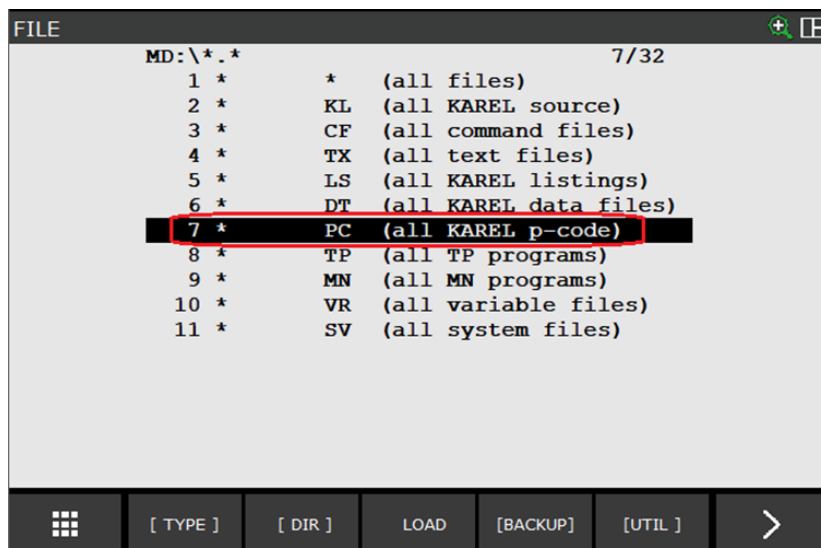 FILE
MD:\*.* 7/32
1 * * (all files)
2 * KL (all KAREL source)
3 * CF (all command files)
4 * TX (all text files)
5 * LS (all KAREL listings)
6 * DT (all KAREL data files)
7 * PC (all KAREL p-code)
8 * TP (all TP programs)
9 * MN (all MN programs)
10 * VR (all variable files)
11 * SV (all system files)
[ TYPE ] [ DIR ] LOAD [BACKUP] [UTIL ] >